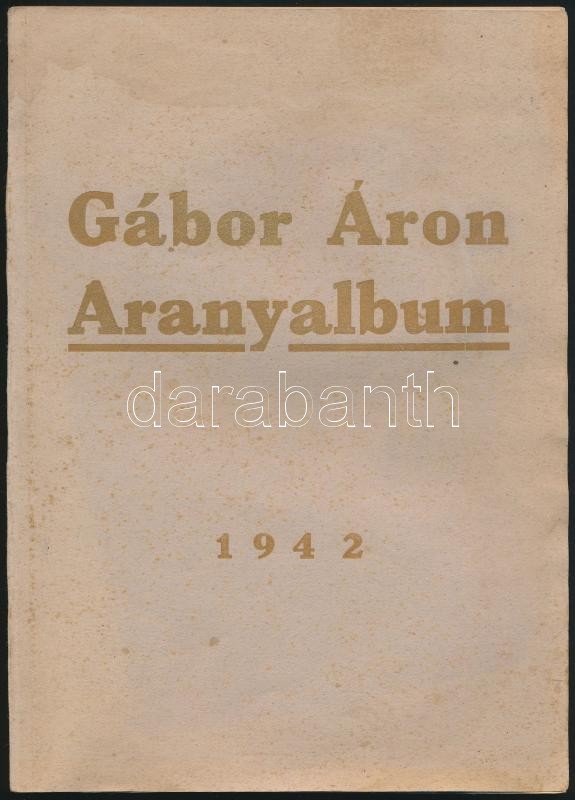 Gábor Áron
Aranyalbum
darabanth
1942